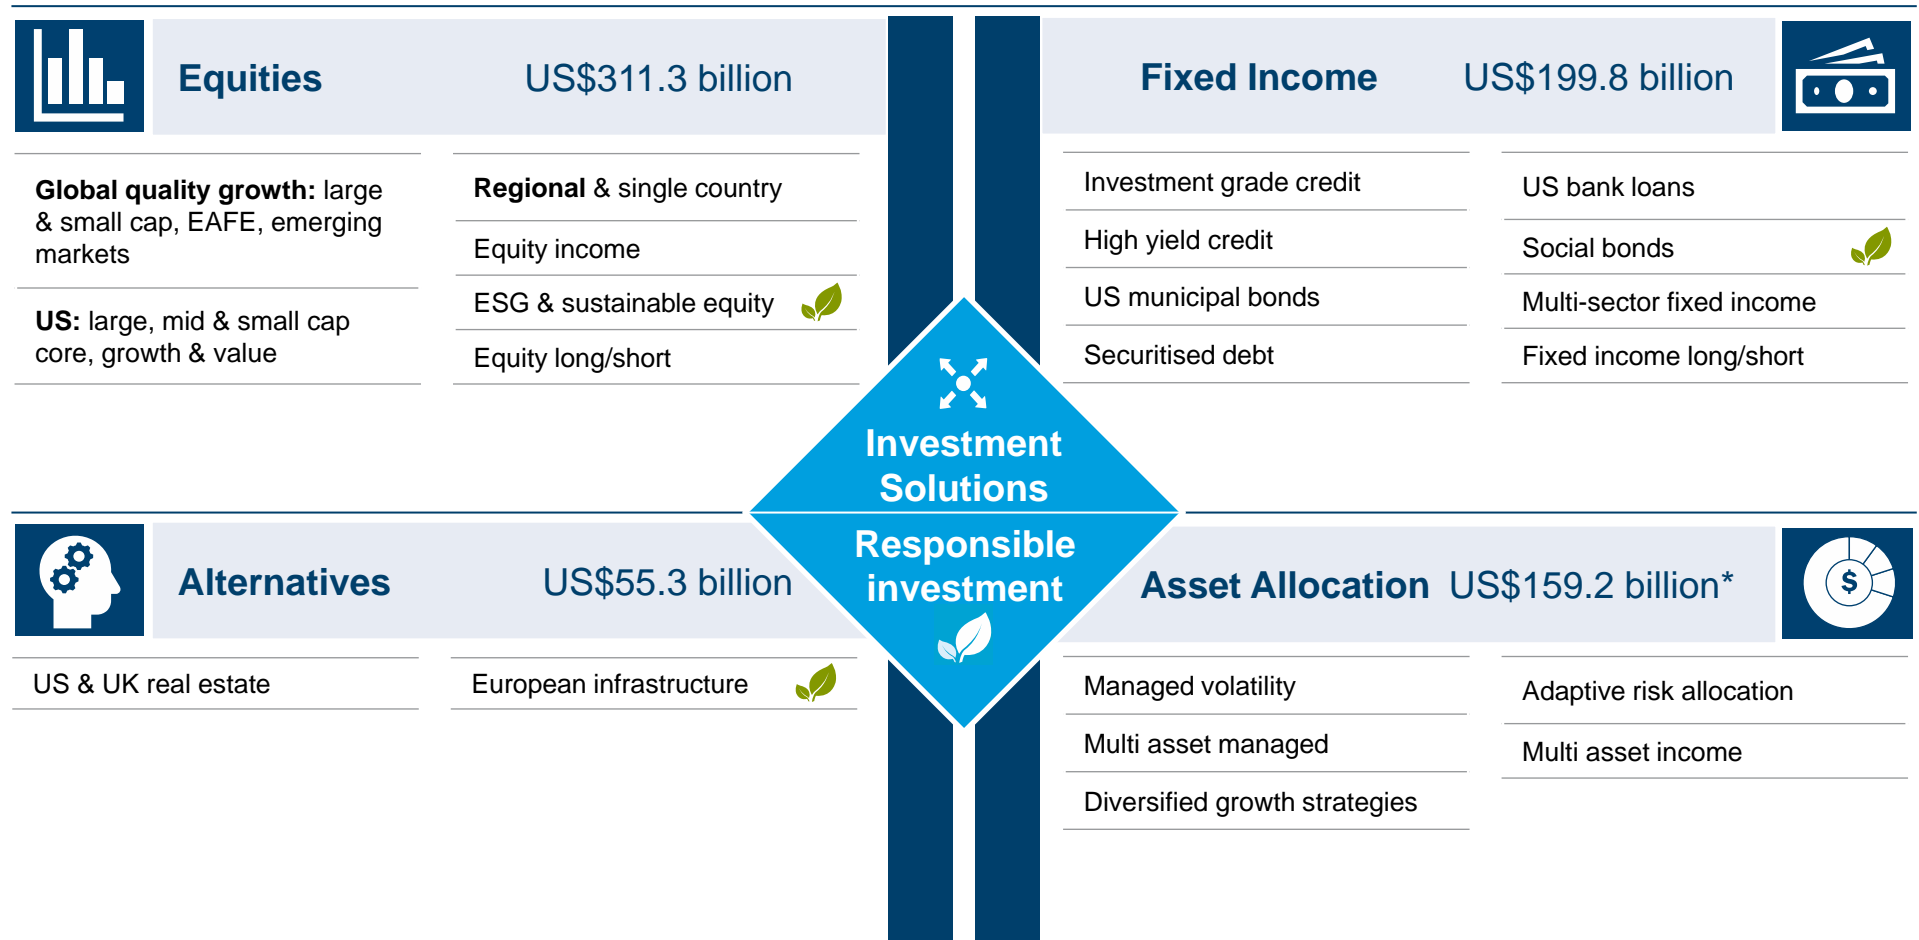 Equities
US$311.3 billion
Global quality growth: large
& small cap, EAFE, emerging
markets
US: large, mid & small cap
core, growth & value
Regional & single country
Equity income
ESG & sustainable equity
Equity long/short
Fixed Income
US$199.8 billion
Investment grade credit
High yield credit
US municipal bonds
Securitised debt
US bank loans
Social bonds
Multi-sector fixed income
Fixed income long/short
Investment
Solutions
Responsible
investment
Alternatives
US$55.3 billion
US & UK real estate
European infrastructure
Asset Allocation
US$159.2 billion*
$
Managed volatility
Multi asset managed
Diversified growth strategies
Adaptive risk allocation
Multi asset income